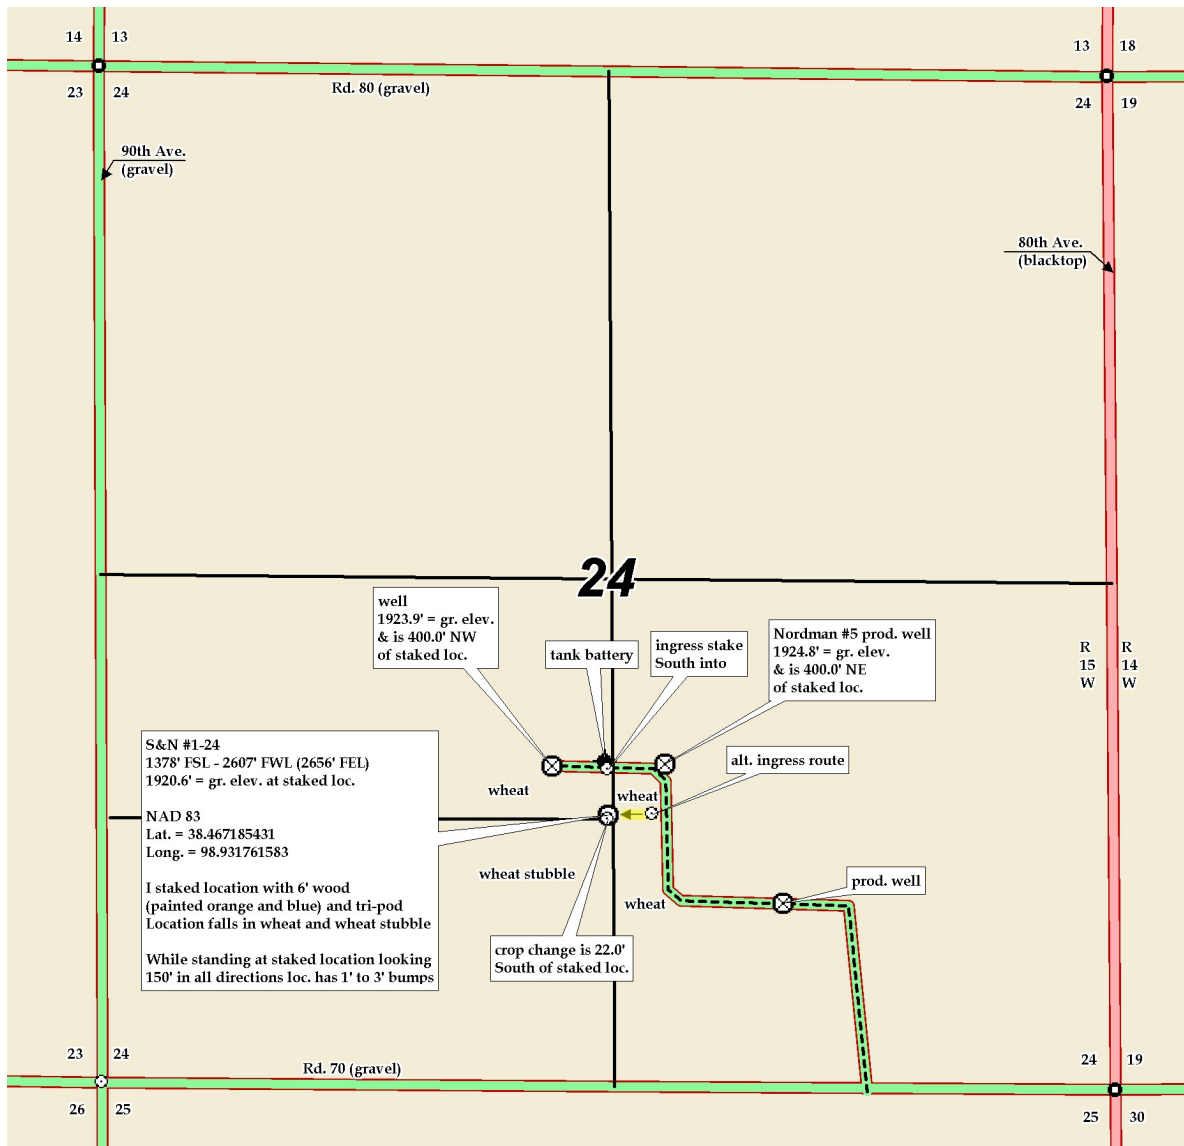 14 13
13 18
23 24
Rd. 80 (gravel)
24 19
90th Ave.
(gravel)
80th Ave.
(blacktop)
24
well
1923.9' = gr. elev.
& is 400.0' NW
of staked loc.
tank battery
ingress stake
South into
Nordman #5 prod. well
1924.8' = gr. elev.
& is 400.0' NE
of staked loc.
R R
15 14
W W
S&N #1-24
1378' FSL - 2607' FWL (2656' FEL)
1920.6' = gr. elev. at staked loc.
NAD 83
Lat. = 38.467185431
Long. = 98.931761583
I staked location with 6' wood
(painted orange and blue) and tri-pod
Location falls in wheat and wheat stubble
While standing at staked location looking
150' in all directions loc. has 1' to 3' bumps
alt. ingress route
wheat
wheat
wheat stubble
wheat
prod. well
crop change is 22.0'
South of staked loc.
23 24
Rd. 70 (gravel)
24 19
26 25
25 30